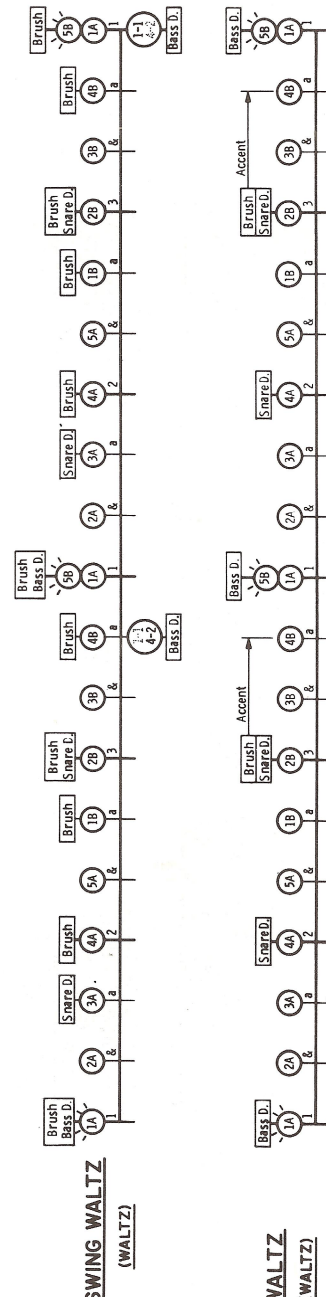 SWING WALTZ
(WALTZ)
Brush
Bass D. Snare D. Brush Brush Brush
Snare D. Brush Brush
Bass D. Snare D. Brush Brush Brush
Snare D. Brush Brush
5B 5B
1A 2A 3A 4A 5A 1B 2B 3B 4B 1A 2A 3A 4A 5A 1B 2B 3B 4B 1A
1 & a 2 & a 3 & a 1 & a 2 & a 3 & a 1
1-1 1-1
4-2 4-2
Bass D. Bass D.
WALTZ
WALTZ)
Accent Accent
Bass D. Snare D. Brush
Snare D. Bass D. Snare D. Brush
Snare D. Bass D.
5B 5B
1A 2A 3A 4A 5A 1B 2B 3B 4B 1A 2A 3A 4A 5A 1B 2B 3B 4B 1A
1 & a 2 & a 3 & a 1 & a 2 & a 3 & a 1